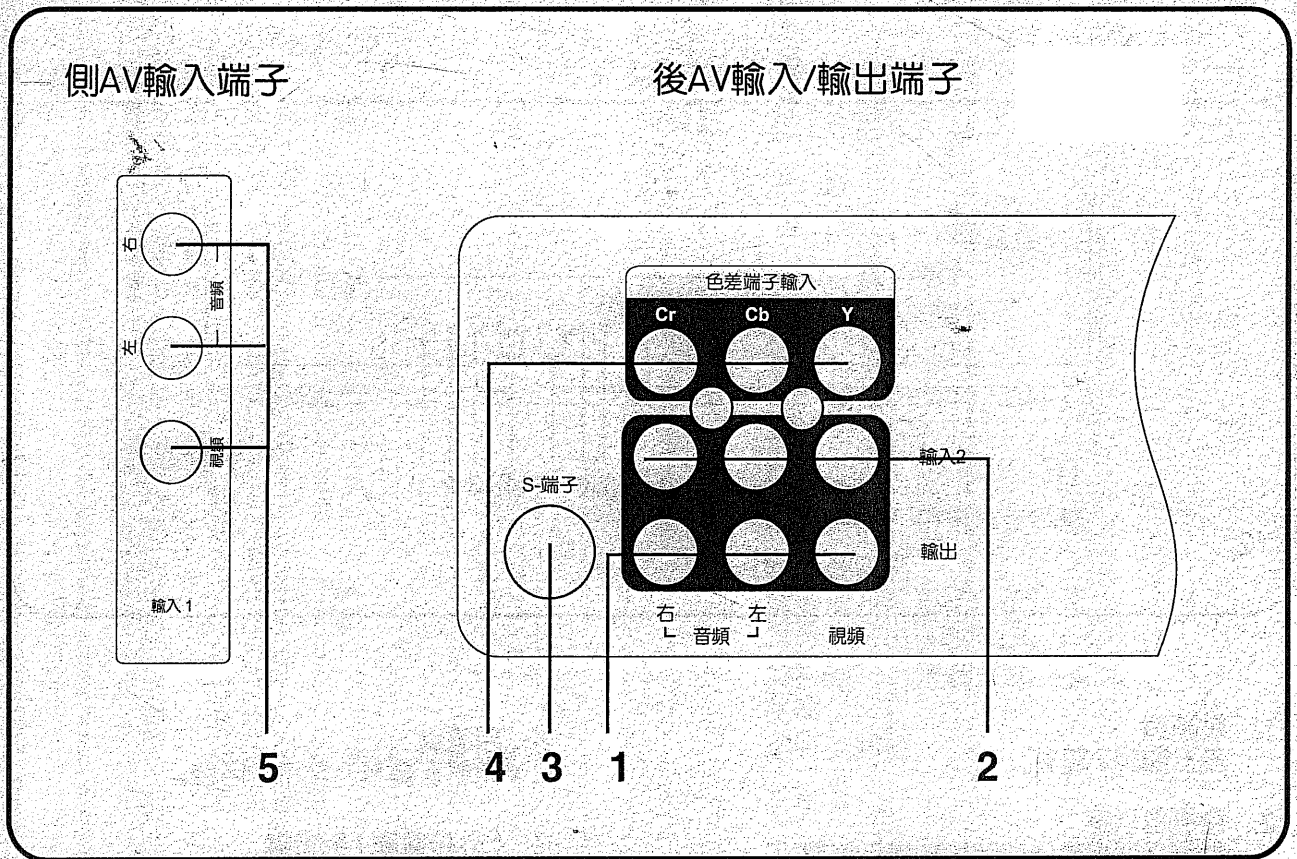 側AV輸入端子
後AV輸入/輸出端子
右
音頻
左
視頻
輸入 1
色差端子輸入
Cr Cb Y
輸入2
S-端子
輸出
右 左
音頻 視頻
5 4 3 1 2